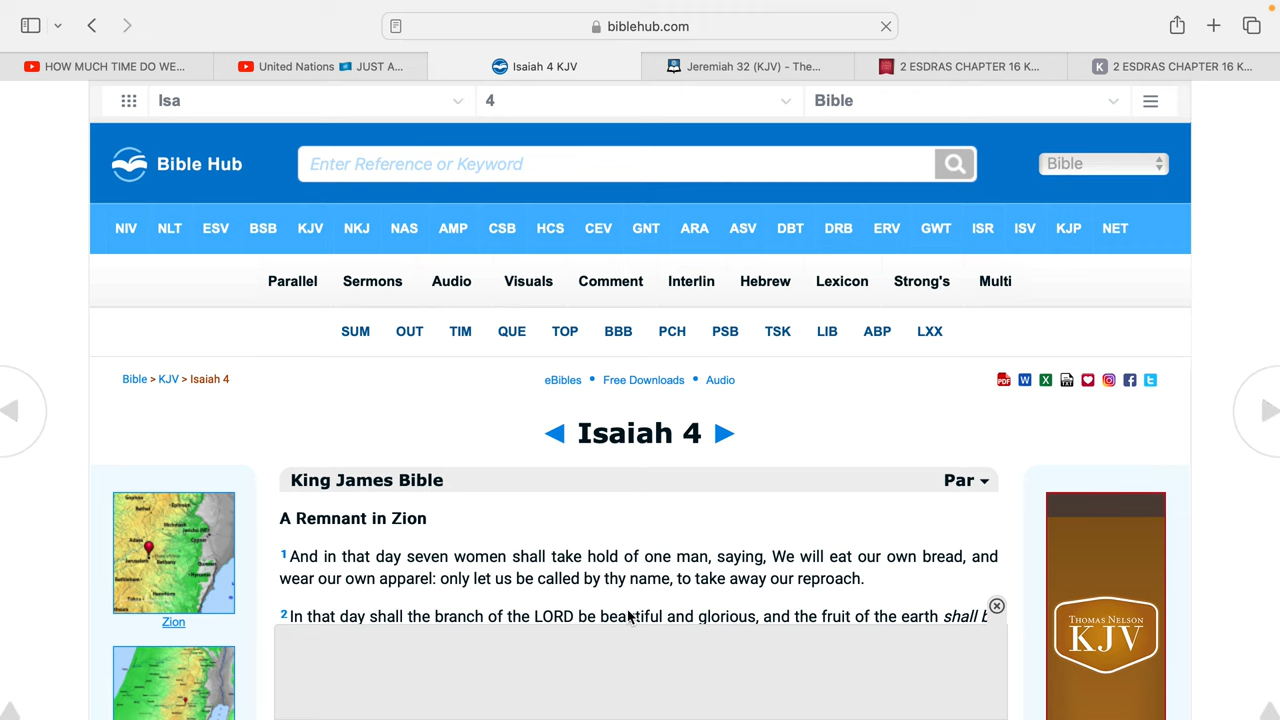 biblehub.com
HOW MUCH TIME DO WE...
United Nations 🇰🇿 JUST A...
Isaiah 4 KJV
Jeremiah 32 (KJV) - The...
2 ESDRAS CHAPTER 16 K...
K 2 ESDRAS CHAPTER 16 K...
Isa 4 Bible
Bible Hub Enter Reference or Keyword Bible
NIV NLT ESV BSB KJV NKJ NAS AMP CSB HCS CEV GNT ARA ASV DBT DRB ERV GWT ISR ISV KJP NET
Parallel Sermons Audio Visuals Comment Interlin Hebrew Lexicon Strong's Multi
SUM OUT TIM QUE TOP BBB PCH PSB TSK LIB ABP LXX
Bible > KJV > Isaiah 4 eBibles • Free Downloads • Audio
◄ Isaiah 4 ►
King James Bible Par
A Remnant in Zion
1 And in that day seven women shall take hold of one man, saying, We will eat our own bread, and
wear our own apparel: only let us be called by thy name, to take away our reproach.
2 In that day shall the branch of the LORD be beautiful and glorious, and the fruit of the earth shall
Zion
THOMAS NELSON
KJV